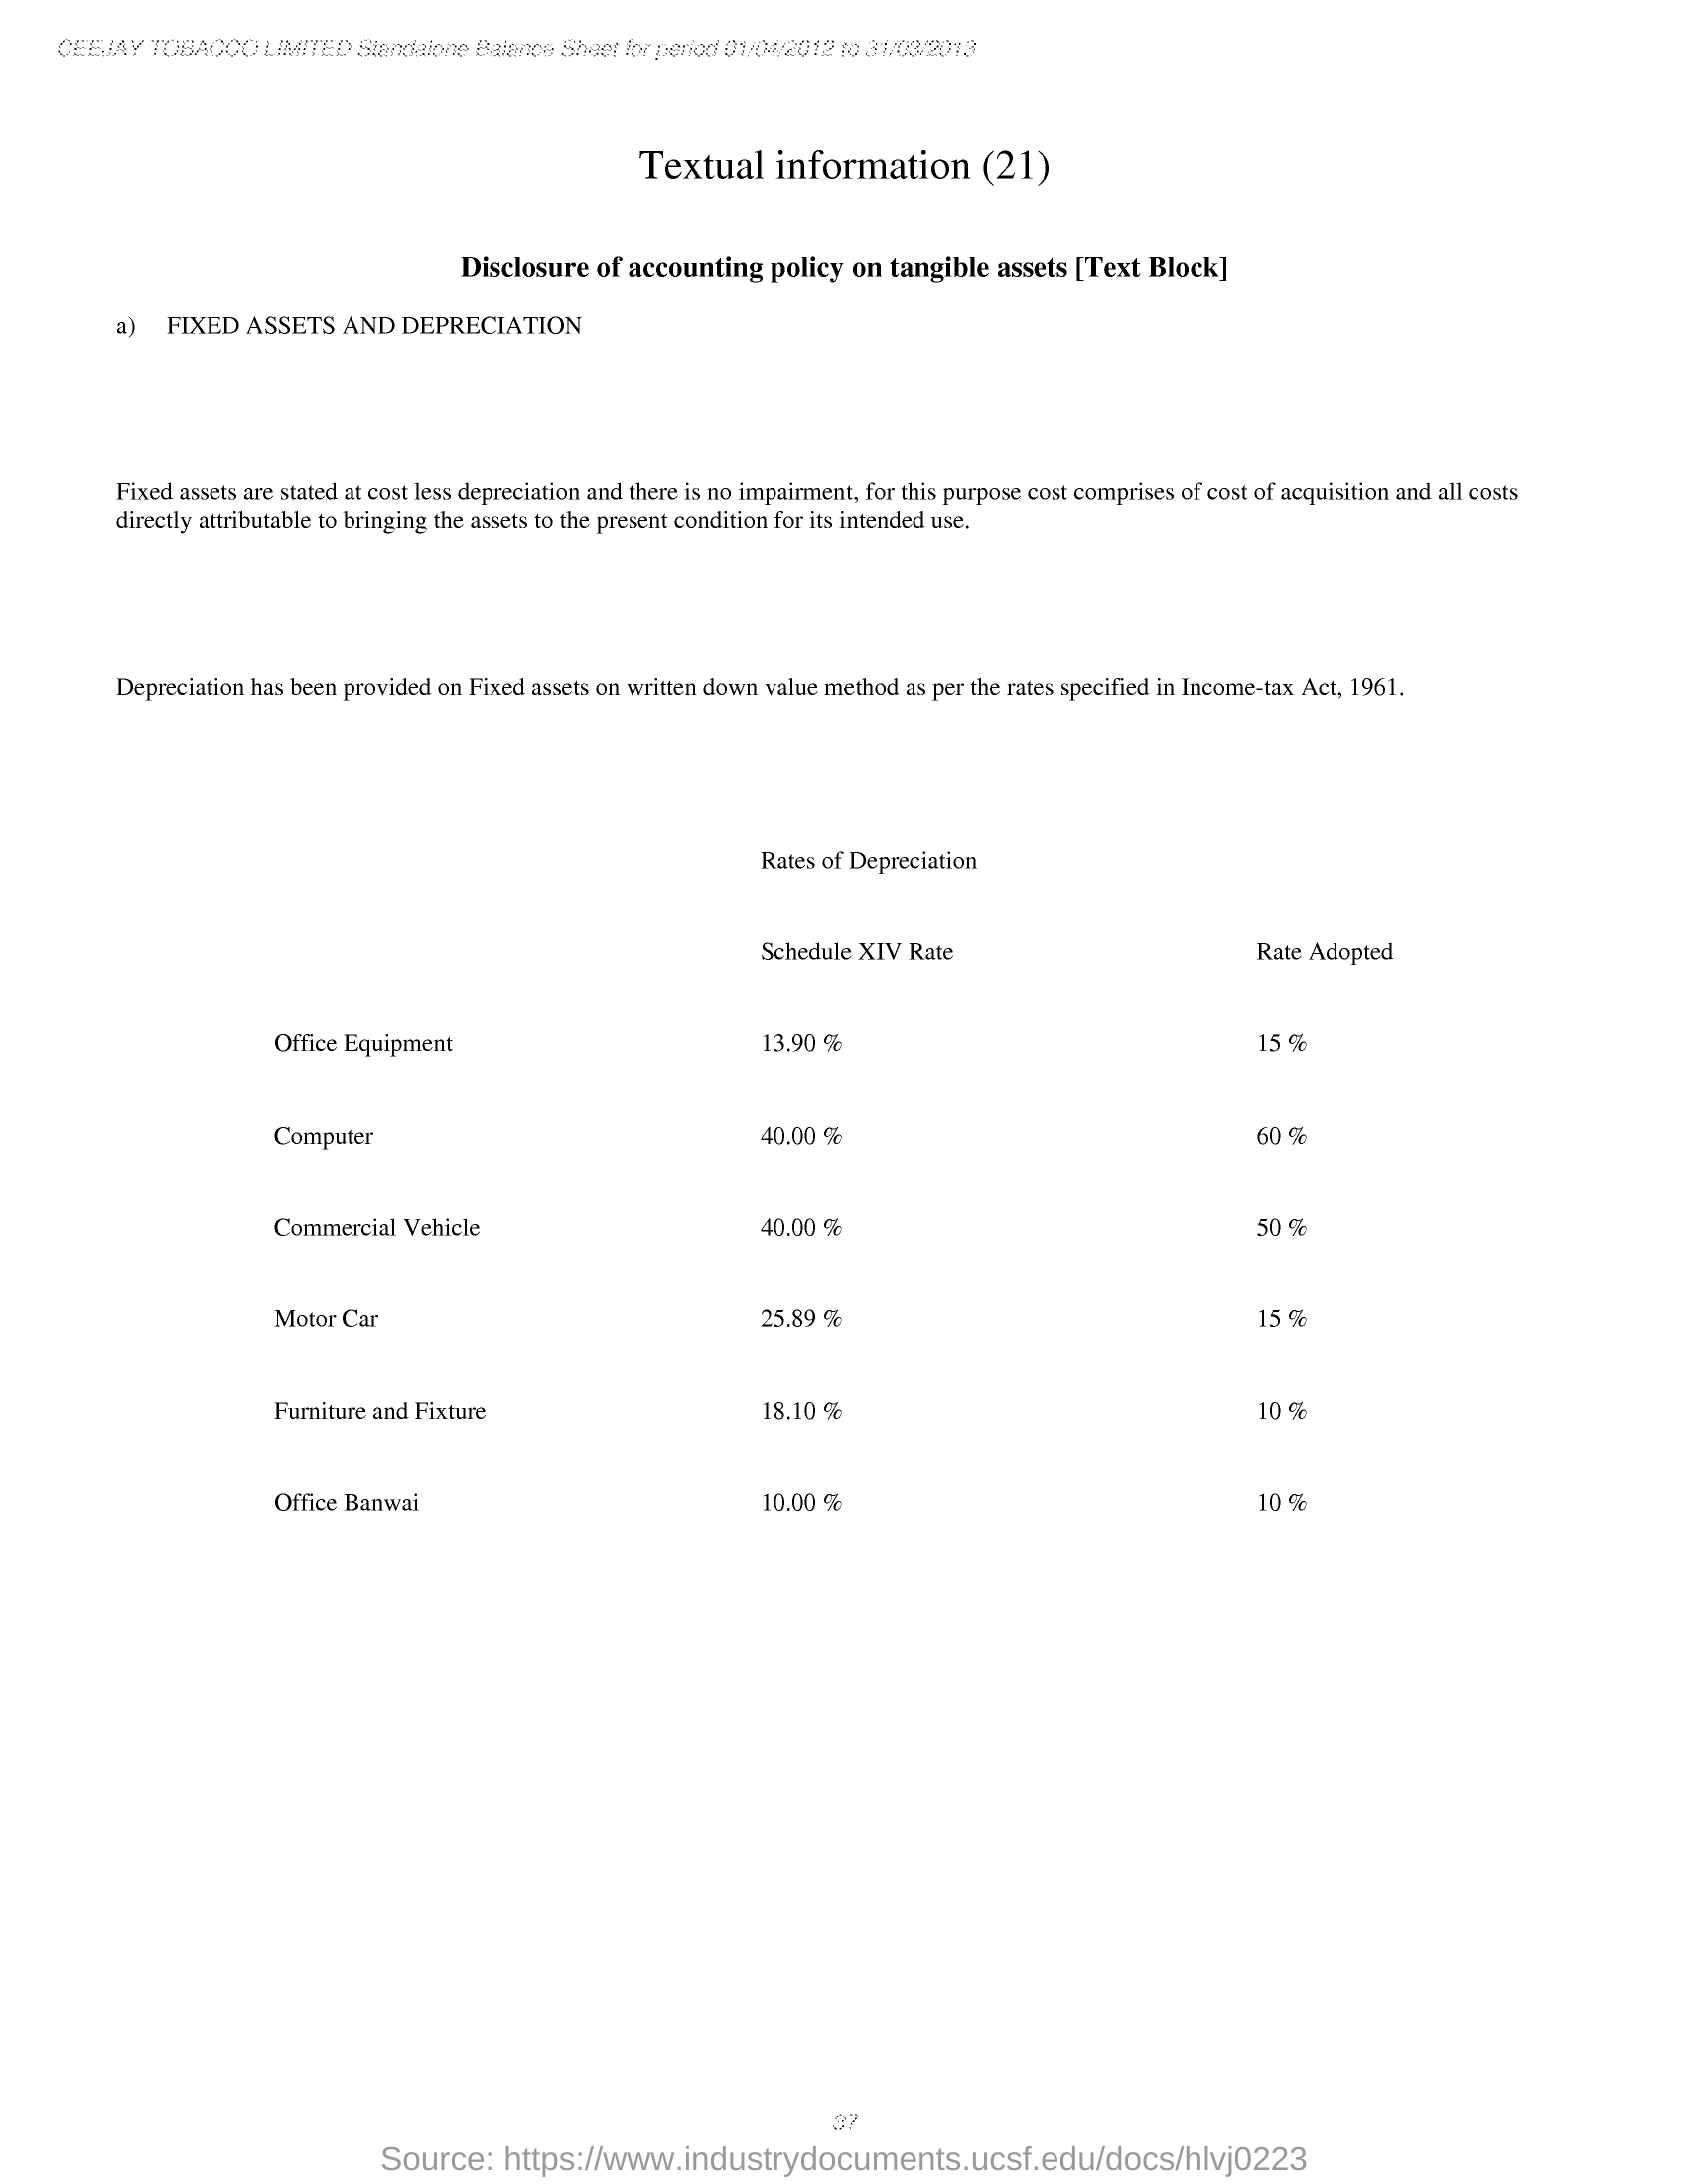 CEEJAY TOBACCO LIMITED Standalone Balance Sheet for period 01/04/2012 to 31/03/2013
Textual information (21)
Disclosure of accounting policy on tangible assets [Text Block]
a) FIXED ASSETS AND DEPRECIATION
Fixed assets are stated at cost less depreciation and there is no impairment, for this purpose cost comprises of cost of acquisition and all costs
directly attributable to bringing the assets to the present condition for its intended use.
Depreciation has been provided on Fixed assets on written down value method as per the rates specified in Income-tax Act, 1961.
Rates of Depreciation
Schedule XIV Rate Rate Adopted
Office Equipment 13.90 % 15 %
Computer 40.00 % 60 %
Commercial Vehicle 40.00 % 50 %
Motor Car 25.89 % 15 %
Furniture and Fixture 18.10 % 10 %
Office Banwai 10.00 % 10 %
37
Source: https://www.industrydocuments.ucsf.edu/docs/hlvj0223